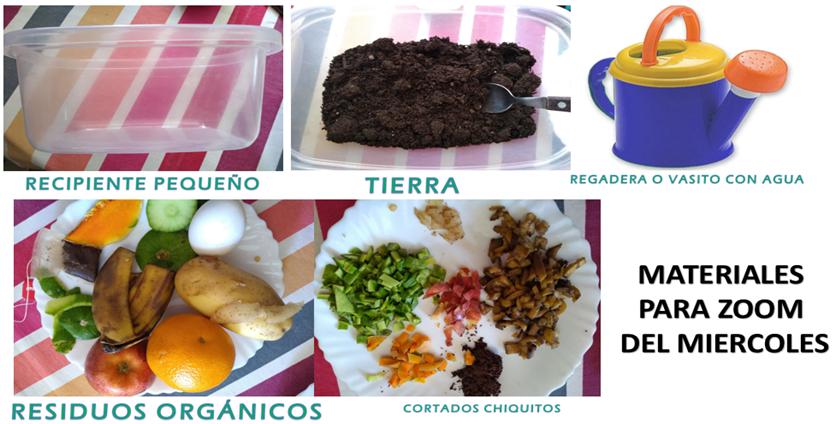 RECIPIENTE PEQUEÑO
TIERRA
REGADERA O VASITO CON AGUA
RESIDUOS ORGÁNICOS
CORTADOS CHIQUITOS
MATERIALES
PARA ZOOM
DEL MIERCOLES